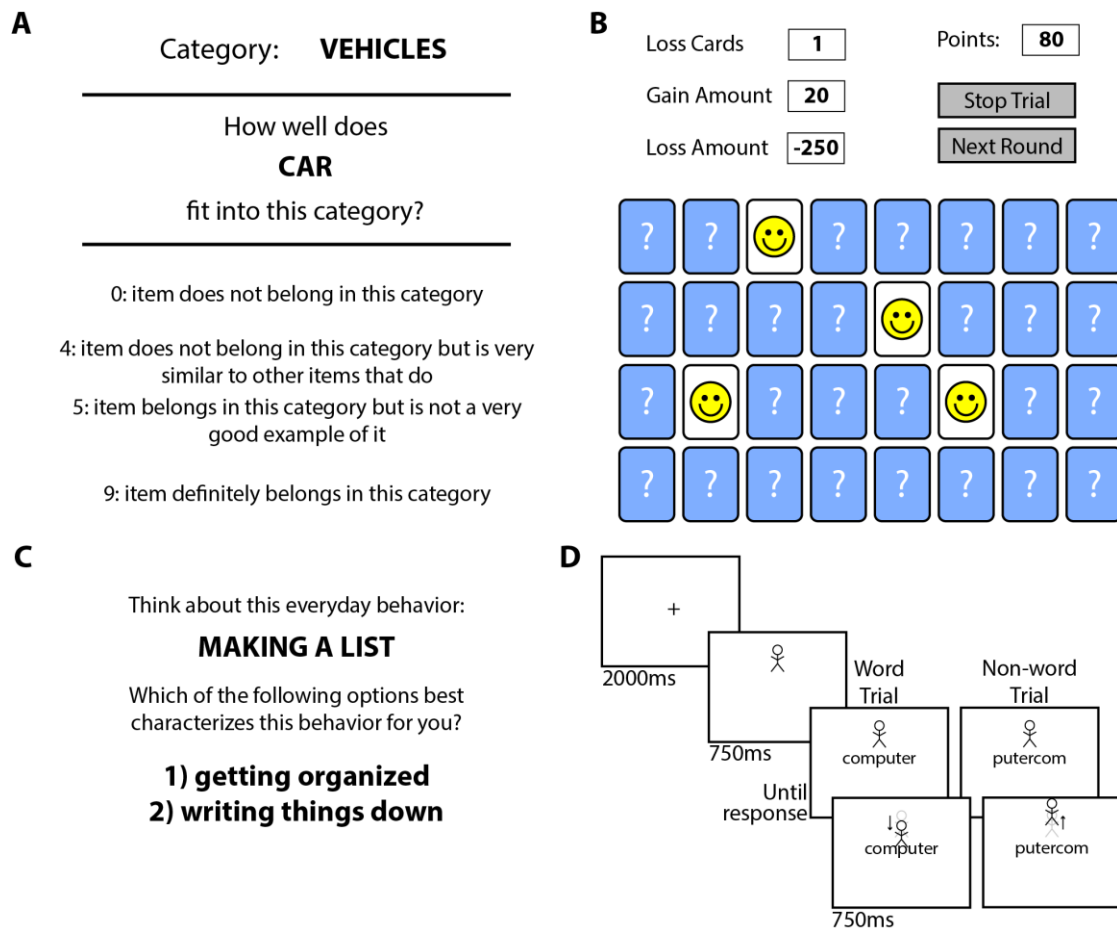 A
Category: VEHICLES
How well does
CAR
fit into this category?
0: item does not belong in this category
4: item does not belong in this category but is very
similar to other items that do
5: item belongs in this category but is not a very
good example of it
9: item definitely belongs in this category
B
Loss Cards 1
Points: 80
Gain Amount 20
Stop Trial
Loss Amount -250
Next Round
? ? ? ? ? ? ?
? ? ? ? ? ? ?
? ? ? ? ? ?
? ? ? ? ? ? ? ?
C
Think about this everyday behavior:
MAKING A LIST
Which of the following options best
characterizes this behavior for you?
1) getting organized
2) writing things down
D
+
2000ms
750ms
Word
Trial
Non-word
Trial
computer
putercom
Until
response
↓
↑
computer
putercom
750ms